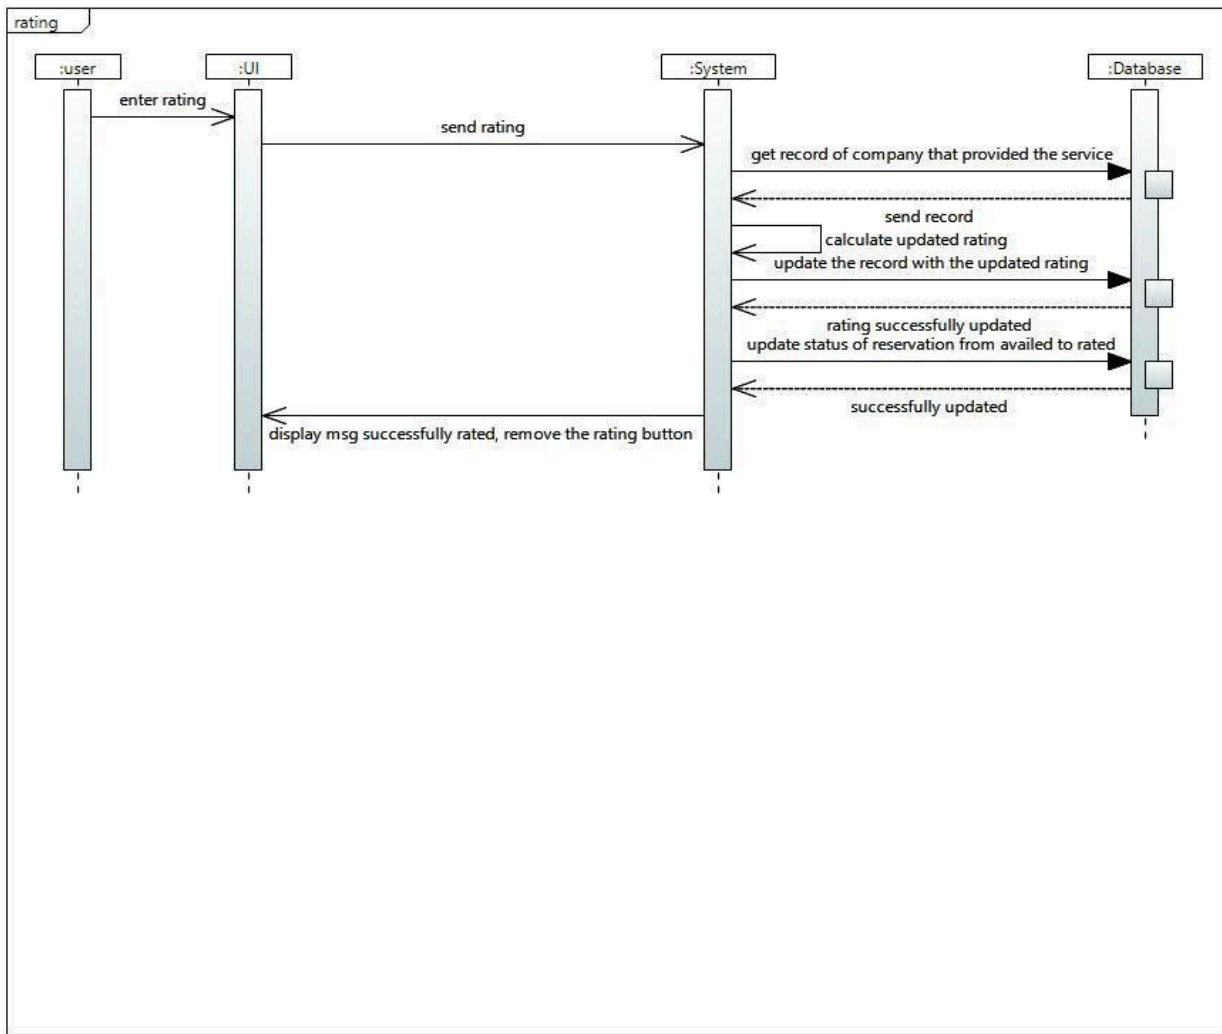 rating
:user
:UI
:System
:Database
enter rating
send rating
get record of company that provided the service
send record
calculate updated rating
update the record with the updated rating
rating successfully updated
update status of reservation from availed to rated
successfully updated
display msg successfully rated, remove the rating button